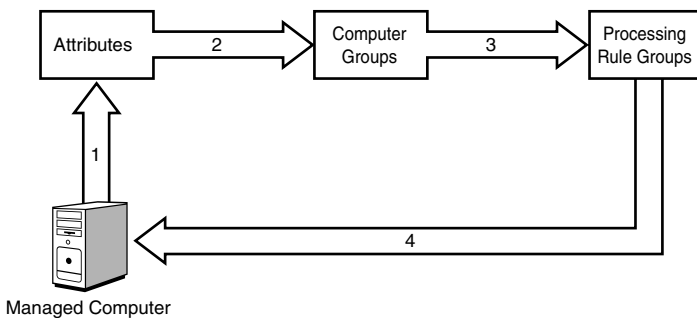 Attributes
2
Computer
Groups
3
Processing
Rule Groups
1
4
Managed Computer